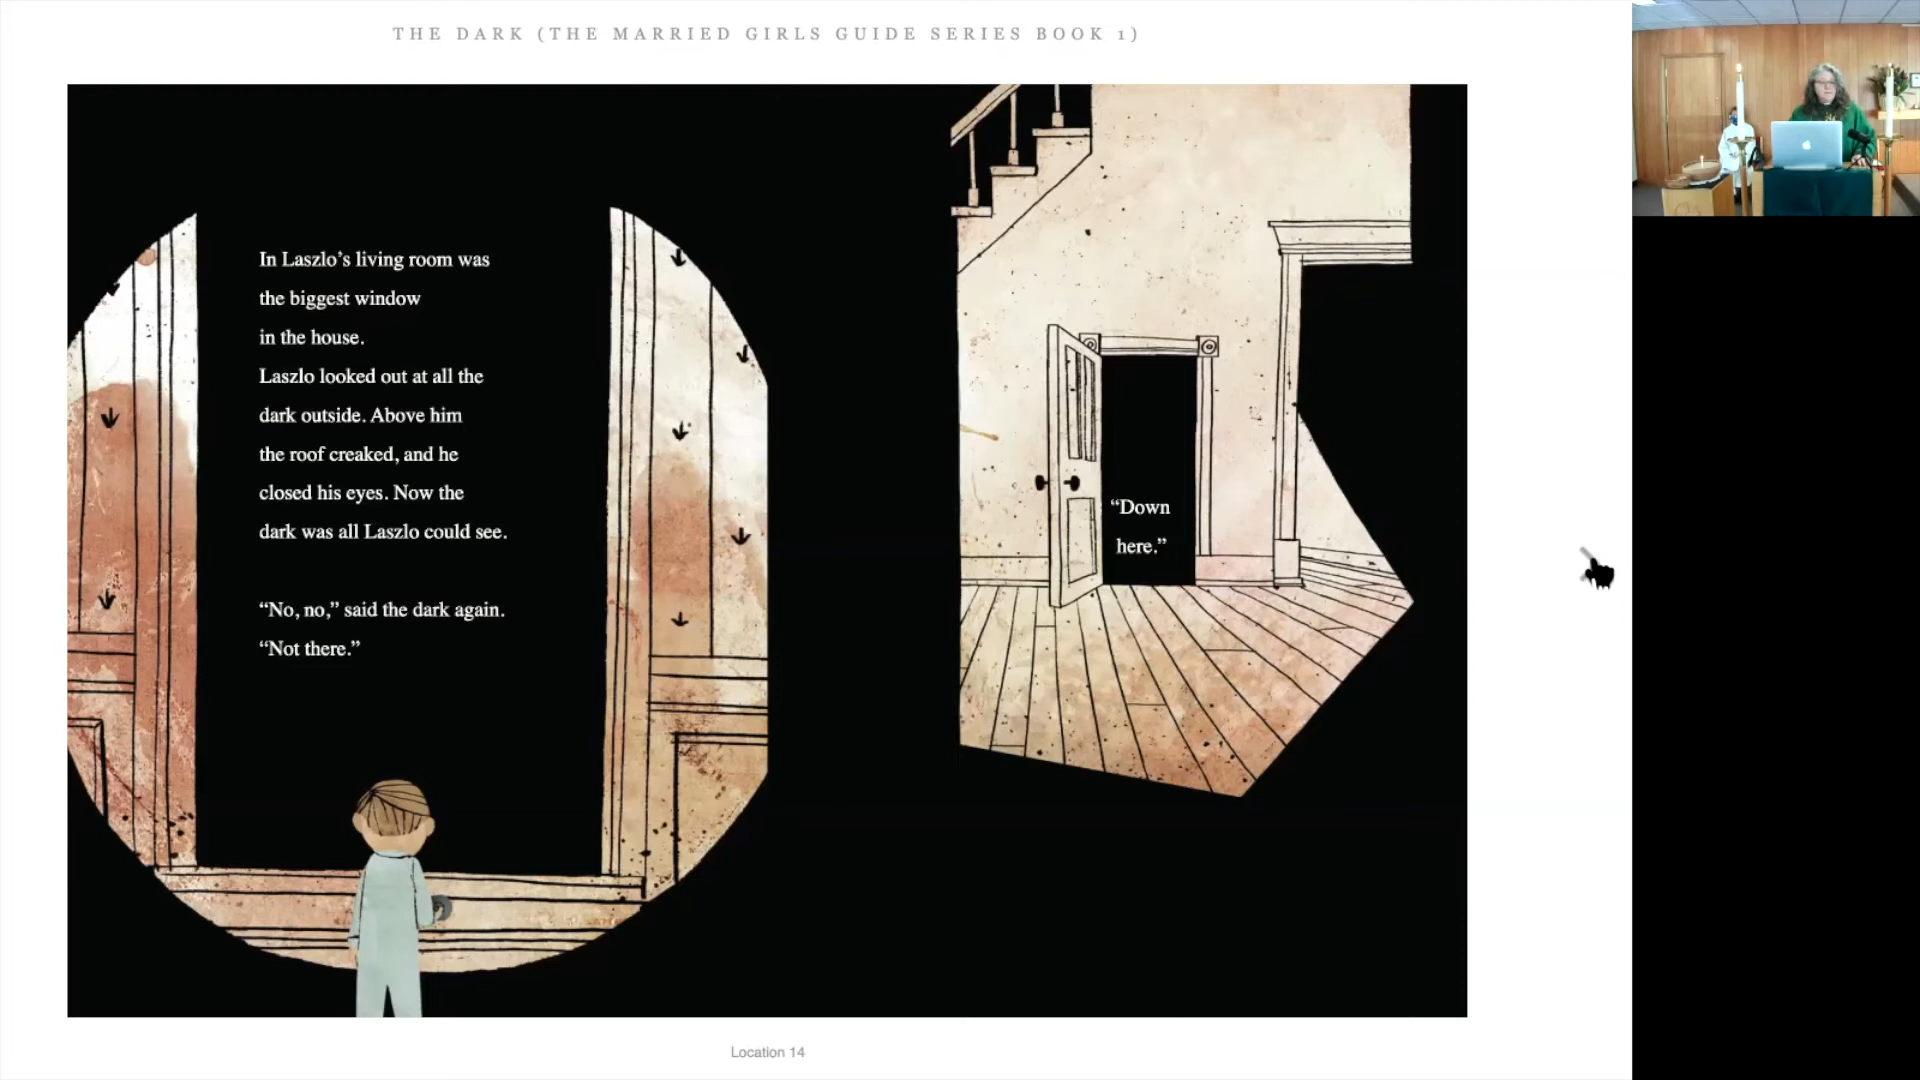 THE DARK (THE MARRIED GIRLS GUIDE SERIES BOOK 1)
In Laszlo’s living room was
the biggest window
in the house.
Laszlo looked out at all the
dark outside. Above him
the roof creaked, and he
closed his eyes. Now the
dark was all Laszlo could see.
“No, no,” said the dark again.
“Not there.”
“Down
here.”
Location 14